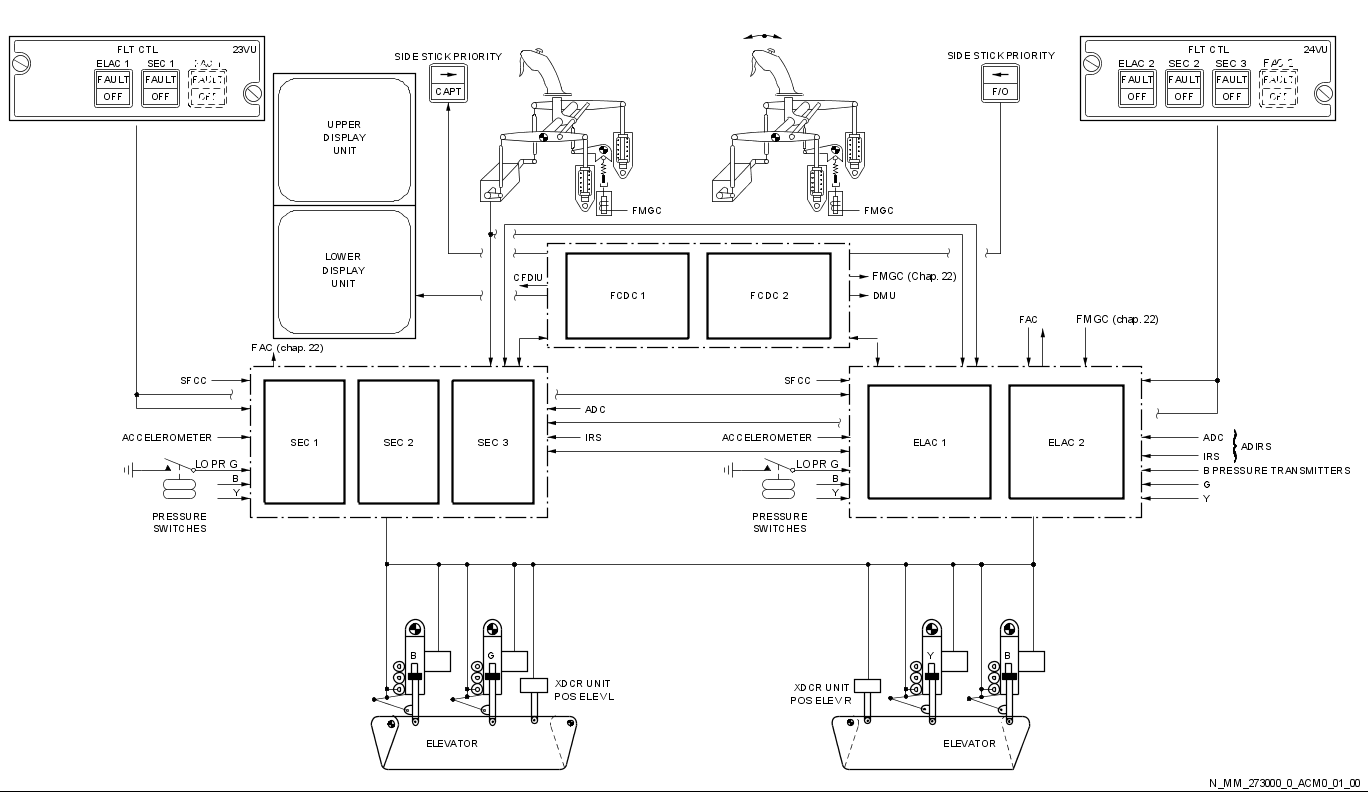 FLT CTL 23VU
ELAC 1 SEC 1 FAC 1
FAULT FAULT FAULT
OFF OFF OFF
UPPER
DISPLAY
UNIT
LOWER
DISPLAY
UNIT
SIDE STICK PRIORITY
CAPT
FMGC
FMGC
SIDE STICK PRIORITY
F/O
FLT CTL 24VU
ELAC 2 SEC 2 SEC 3 FAC 2
FAULT FAULT FAULT FAULT
OFF OFF OFF OFF
CFDIU
FCDC 1
FCDC 2
FMGC (Chap. 22)
DMU
FAC (chap. 22)
FAC
FMGC (chap. 22)
SFCC
ACCELEROMETER
LO PR G
B
Y
PRESSURE
SWITCHES
SEC 1
SEC 2
SEC 3
ADC
IRS
SFCC
ACCELEROMETER
LO PR G
B
Y
PRESSURE
SWITCHES
ELAC 1
ELAC 2
ADC
IRS
ADIRS
B PRESSURE TRANSMITTERS
G
Y
B
G
XDCR UNIT
POS ELEV L
ELEVATOR
XDCR UNIT
POS ELEV R
Y
B
ELEVATOR
N_MM_273000_0_ACM0_01_00